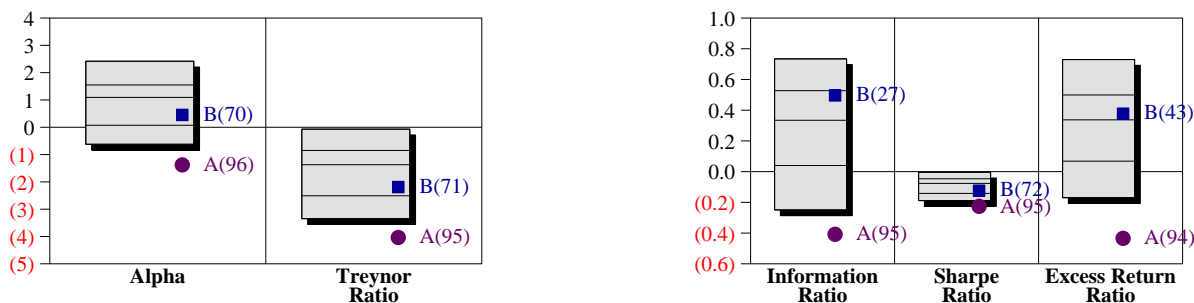 4
3
2
1
0
(1)
(2)
(3)
(4)
(5)
B(70)
A(96)
B(71)
A(95)
Alpha
Treynor
Ratio
1.0
0.8
0.6
0.4
0.2
0.0
(0.2)
(0.4)
(0.6)
B(27)
A(95)
B(72)
A(95)
B(43)
A(94)
Information
Ratio
Sharpe
Ratio
Excess Return
Ratio